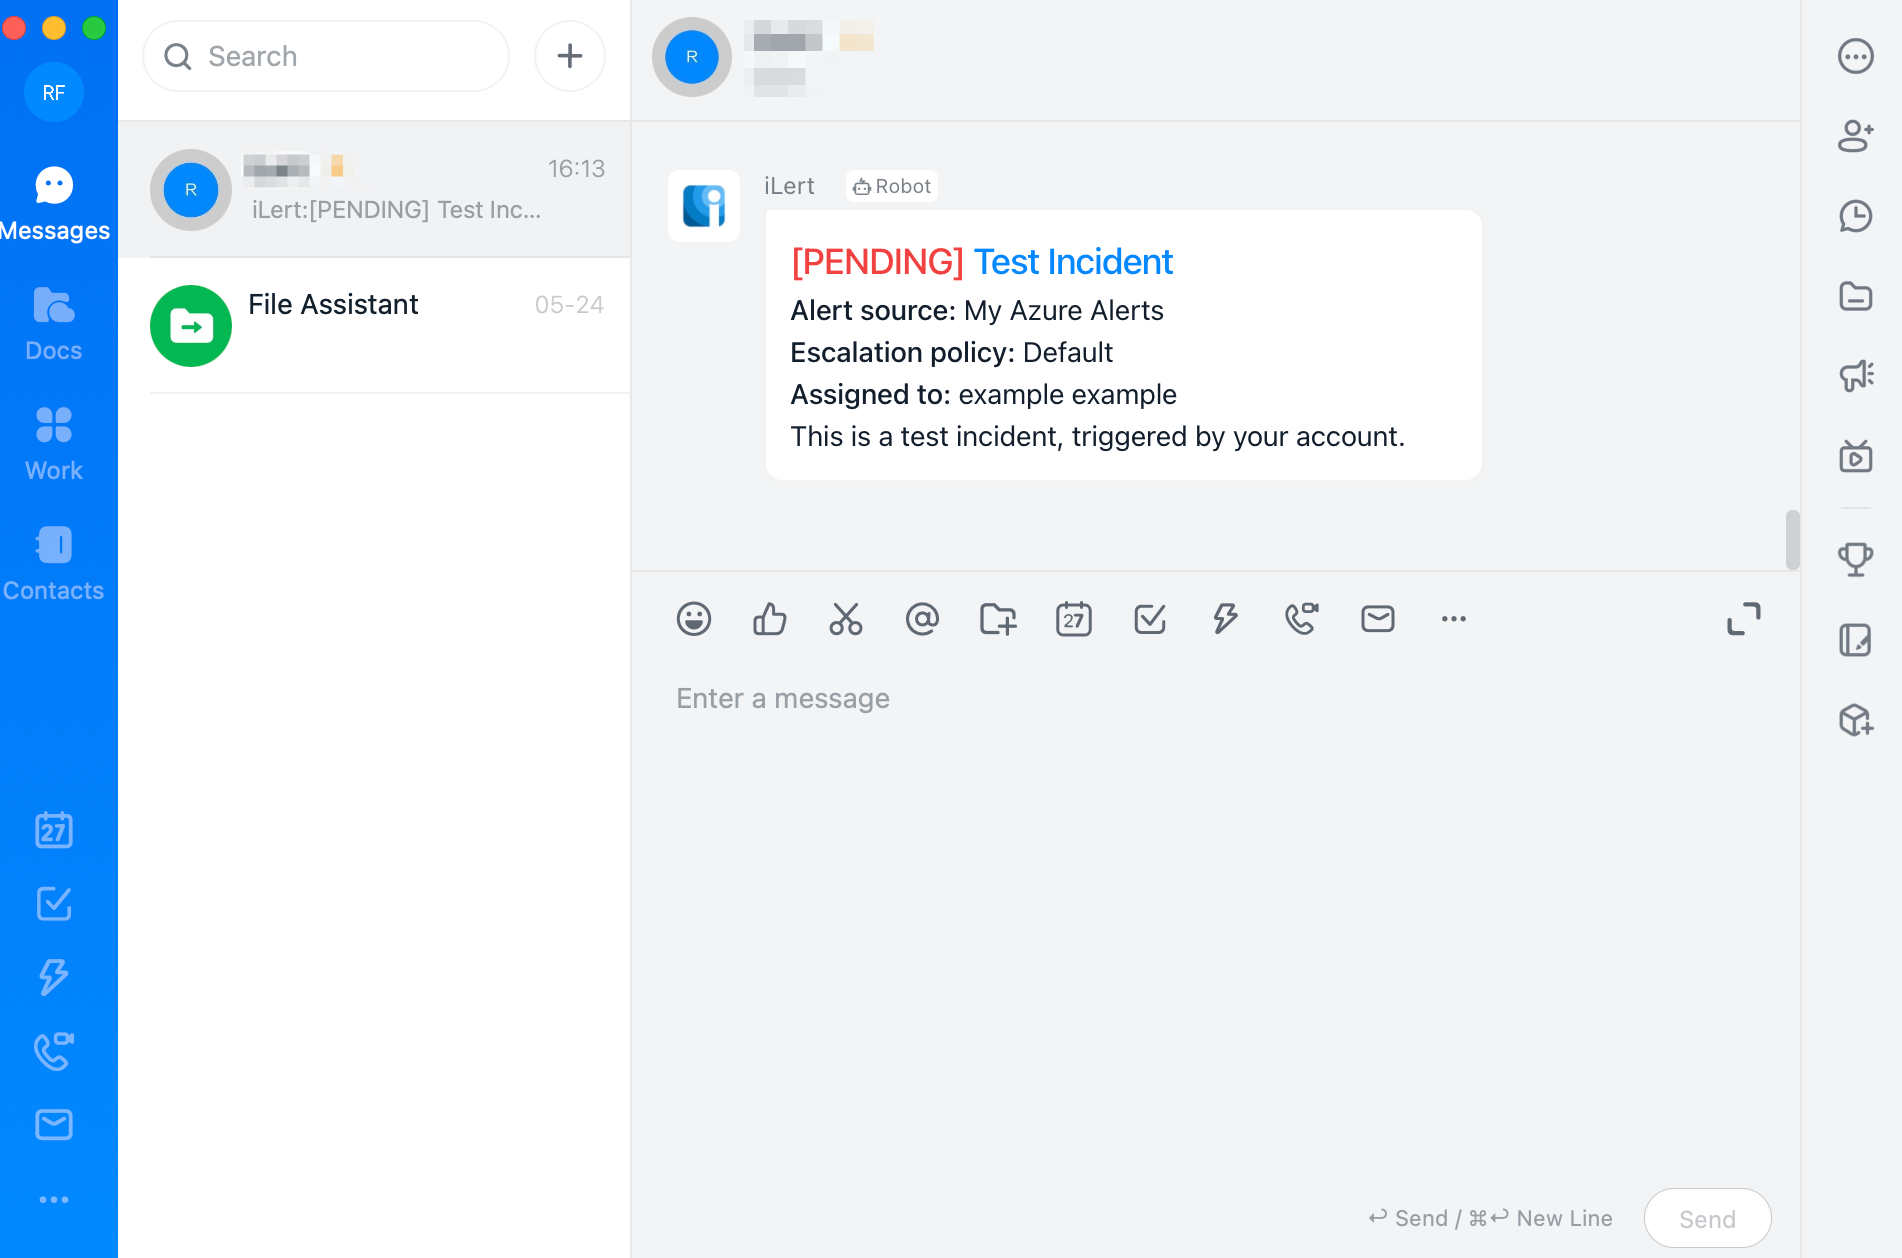 RF
Messages
Docs
Work
Contacts
27
Search
R
16:13
iLert:[PENDING] Test Inc...
File Assistant
05-24
R
iLert
Robot
[PENDING] Test Incident
Alert source: My Azure Alerts
Escalation policy: Default
Assigned to: example example
This is a test incident, triggered by your account.
27
Enter a message
↩ Send / ⌘↩ New Line
Send